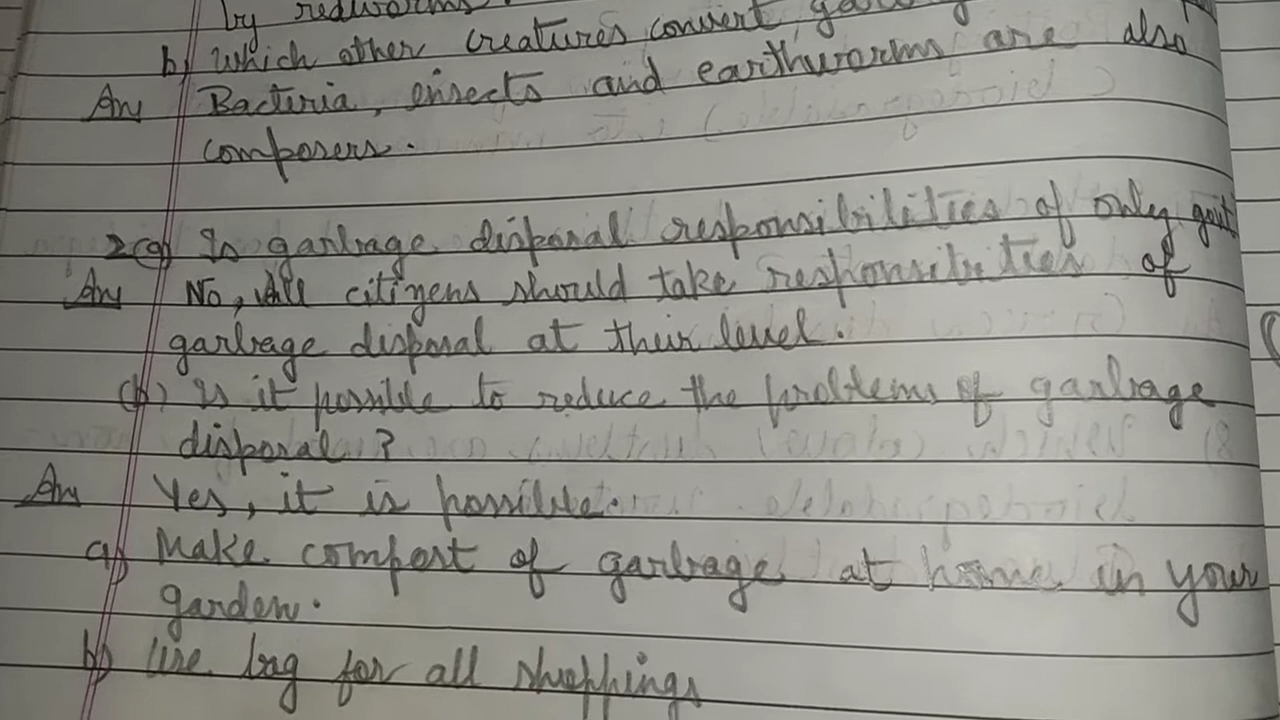 by redworms.
b) Which other creatures convert
Ans Bacteria, insects and earthworms are also
composers.
2(a) Is garbage disposal responsibilities of only govt
Ans No, All citizens should take responsibilities of
garbage disposal at their level.
(b) Is it possible to reduce the problems of garbage
disposal ?
Ans Yes, it is possible.
a) Make compost of garbage at home in your
garden.
b) Use bag for all shoppings